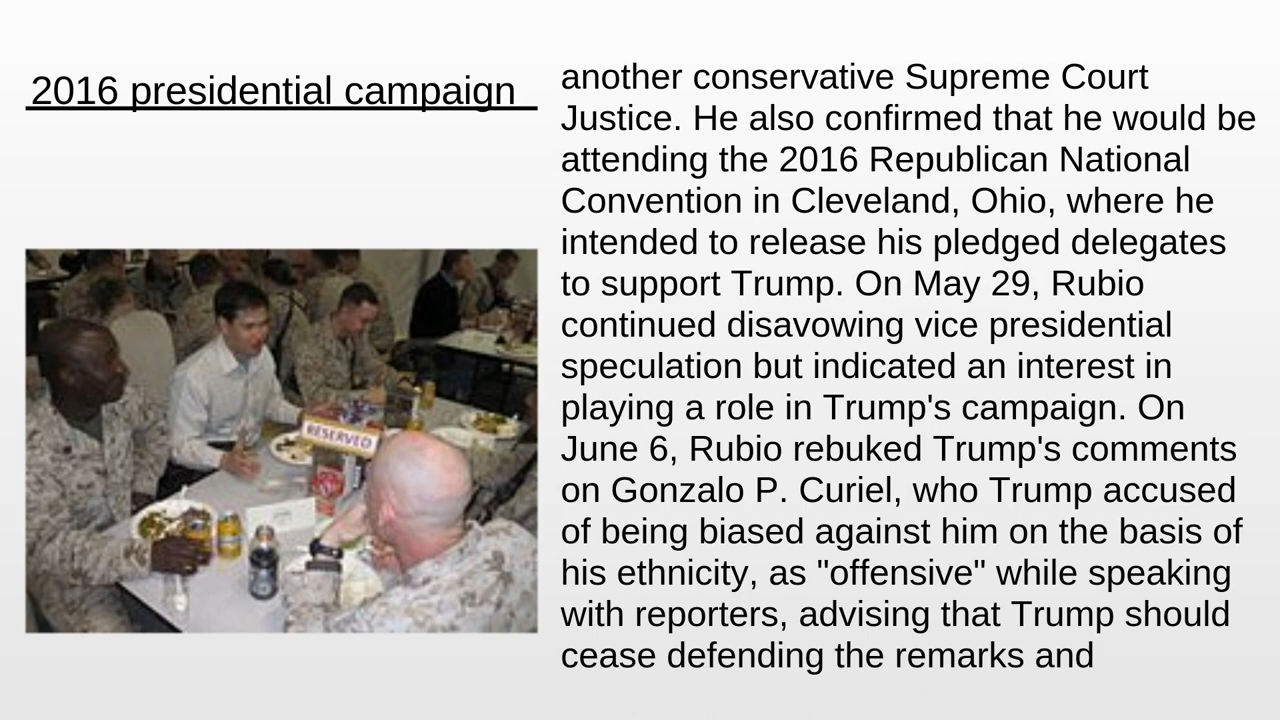 2016 presidential campaign
another conservative Supreme Court
Justice. He also confirmed that he would be
attending the 2016 Republican National
Convention in Cleveland, Ohio, where he
intended to release his pledged delegates
to support Trump. On May 29, Rubio
continued disavowing vice presidential
speculation but indicated an interest in
playing a role in Trump's campaign. On
June 6, Rubio rebuked Trump's comments
on Gonzalo P. Curiel, who Trump accused
of being biased against him on the basis of
his ethnicity, as "offensive" while speaking
with reporters, advising that Trump should
cease defending the remarks and
RESERVED